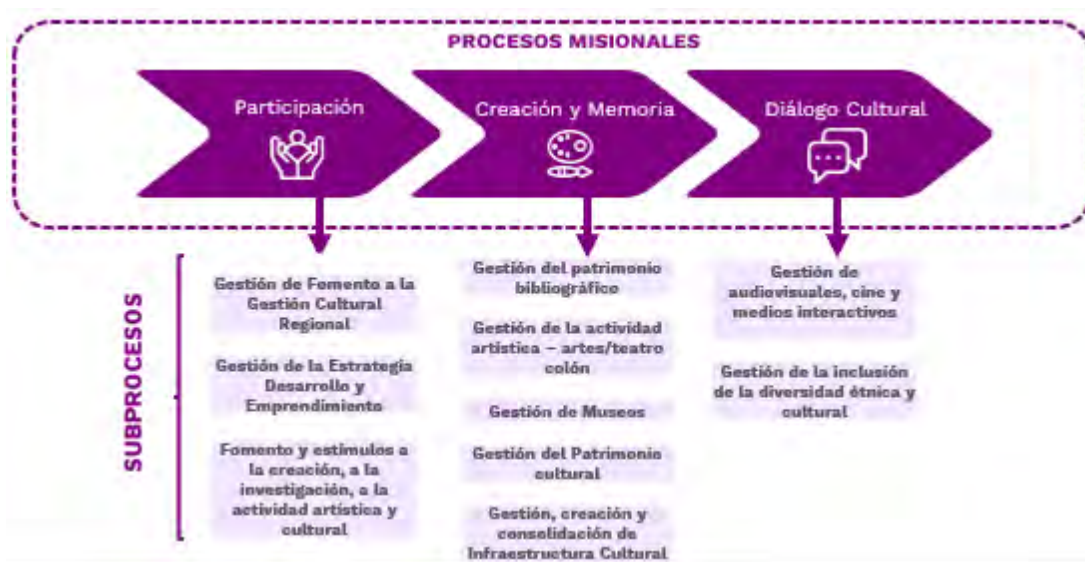 PROCESOS MISIONALES
Participación
Creación y Memoria
Diálogo Cultural
SUBPROCESOS
Gestión de Fomento a la
Gestión Cultural
Regional
Gestión de la Estrategia
Desarrollo y
Emprendimiento
Fomento y estímulos a
la creación, a la
investigación, a la
actividad artística y
cultural
Gestión del patrimonio
bibliográfico
Gestión de la actividad
artística – artes/teatro
colón
Gestión de Museos
Gestión del Patrimonio
cultural
Gestión, creación y
consolidación de
Infraestructura Cultural
Gestión de
audiovisuales, cine y
medios interactivos
Gestión de la inclusión
de la diversidad étnica y
cultural